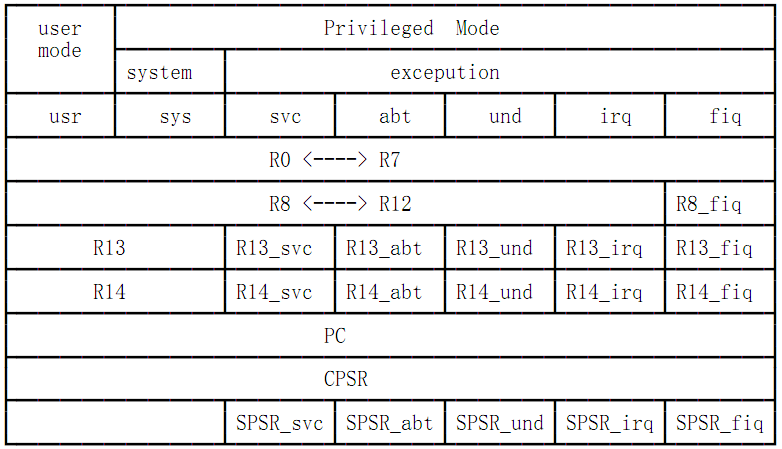 user mode Privileged Mode
system excepution
usr sys svc abt und irq fiq
R0 <----> R7
R8 <----> R12 R8_fiq
R13 R13_svc R13_abt R13_und R13_irq R13_fiq
R14 R14_svc R14_abt R14_und R14_irq R14_fiq
PC
CPSR
SPSR_svc SPSR_abt SPSR_und SPSR_irq SPSR_fiq